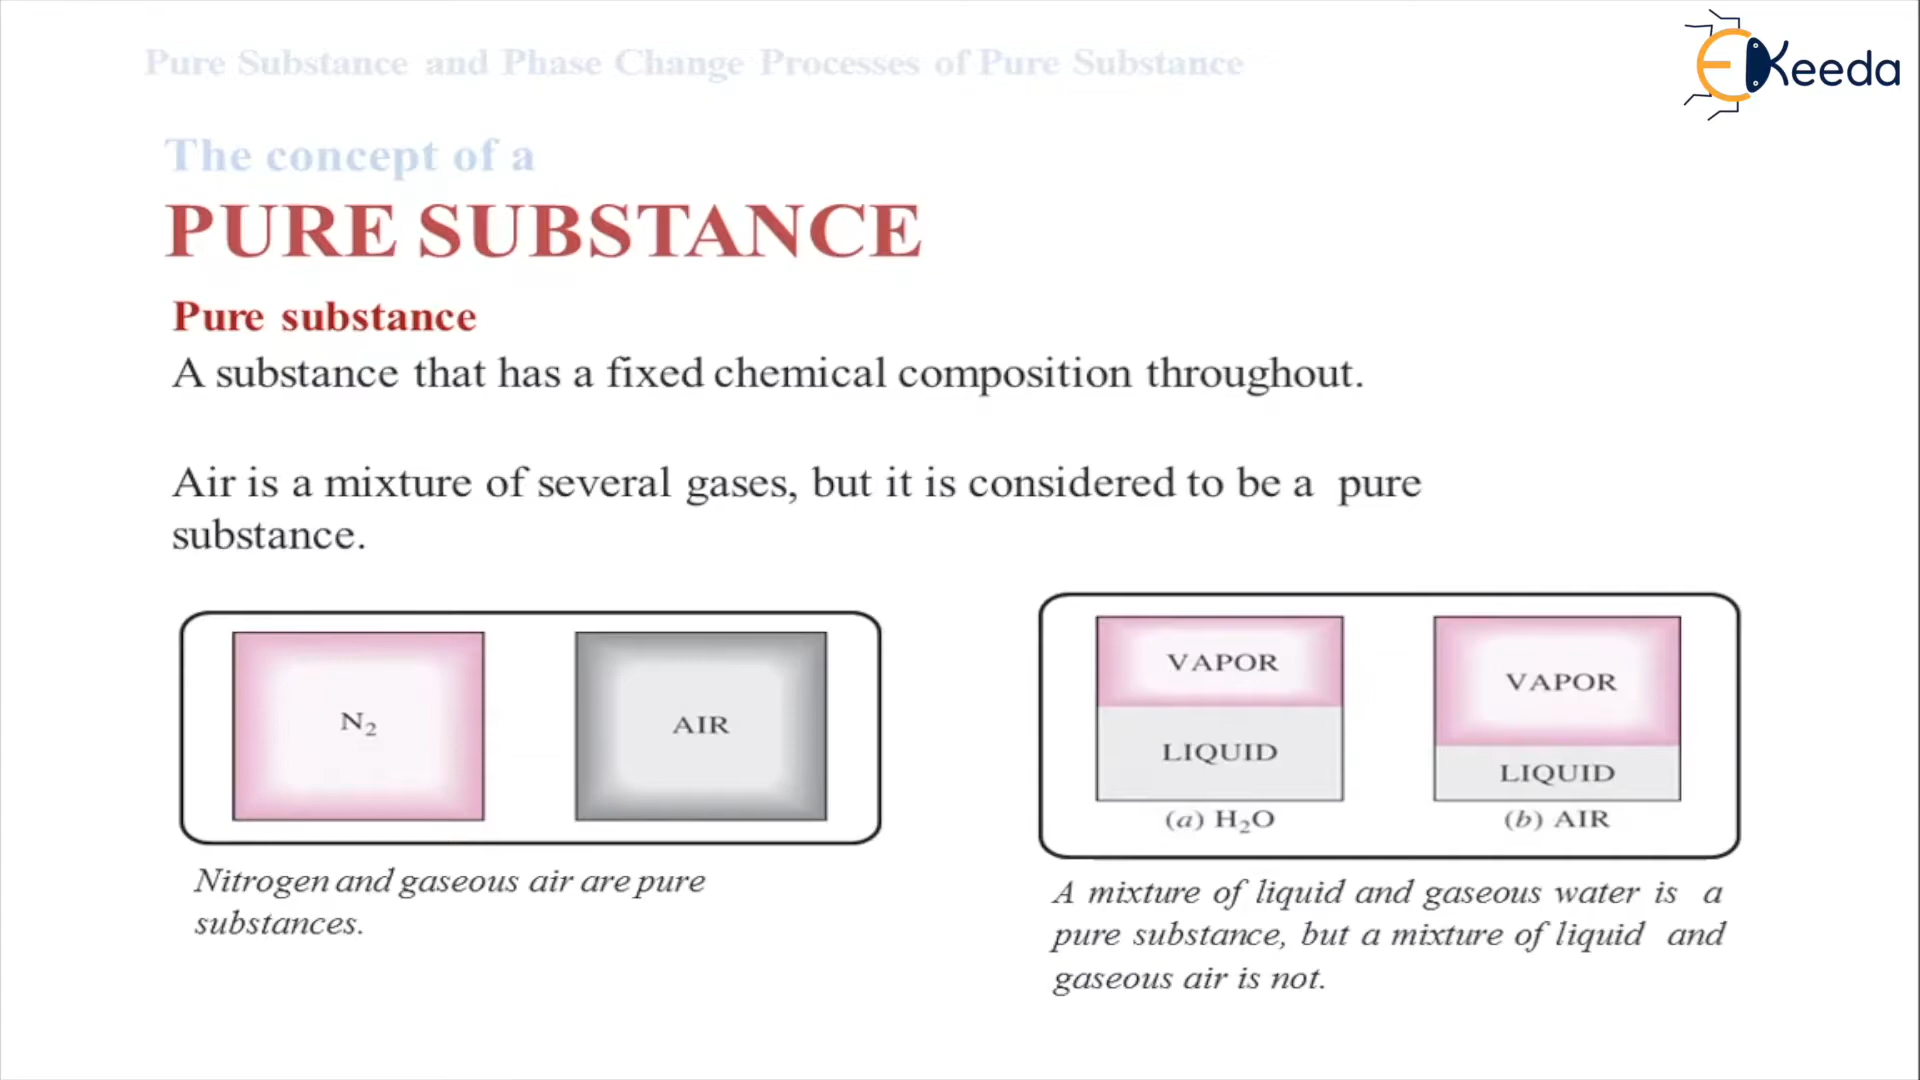 Pure Substance and Phase Change Processes of Pure Substance
EKeeda
The concept of a
PURE SUBSTANCE
Pure substance
A substance that has a fixed chemical composition throughout.
Air is a mixture of several gases, but it is considered to be a pure
substance.
N₂
AIR
VAPOR
LIQUID
(a) H₂O
VAPOR
LIQUID
(b) AIR
Nitrogen and gaseous air are pure
substances.
A mixture of liquid and gaseous water is a
pure substance, but a mixture of liquid and
gaseous air is not.